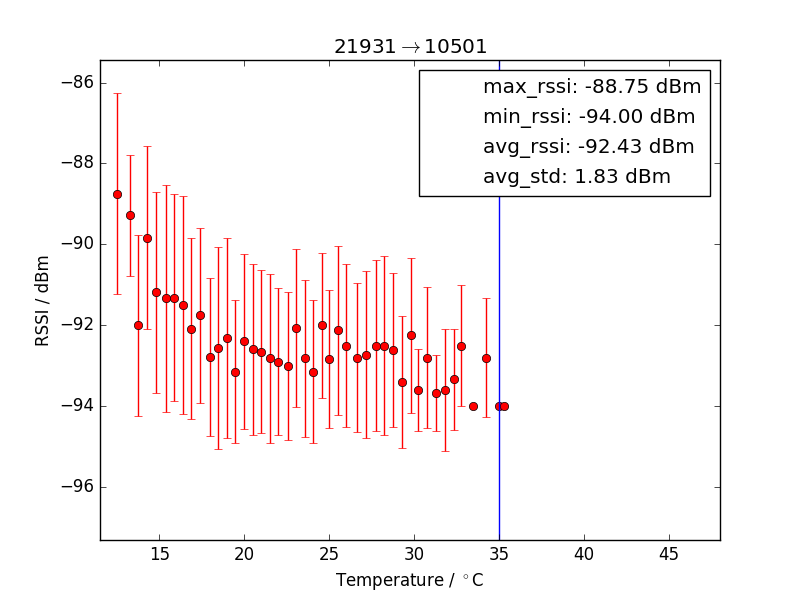 21931→10501
max_rssi: -88.75 dBm
min_rssi: -94.00 dBm
avg_rssi: -92.43 dBm
avg_std: 1.83 dBm
−86
−88
−90
−92
−94
−96
RSSI / dBm
15 20 25 30 35 40 45
Temperature / °C